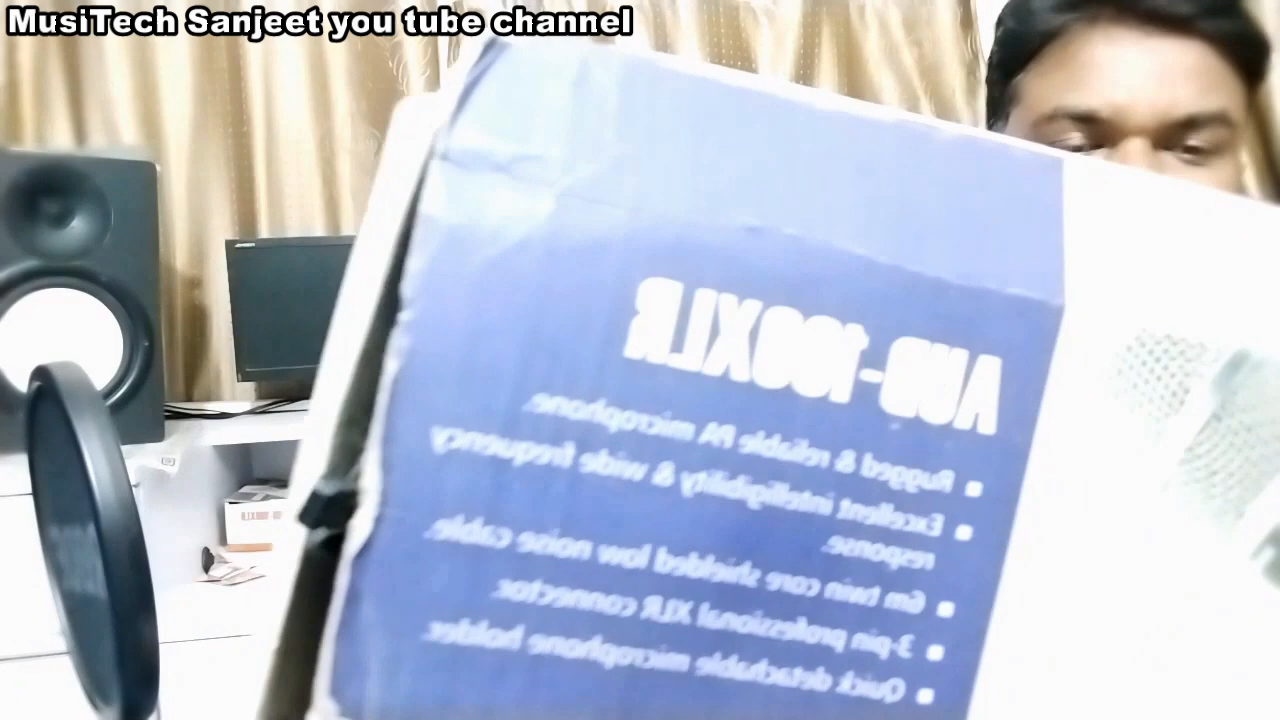 MusiTech Sanjeet you tube channel
AUD-100XLR
Rugged & reliable PA microphone.
Excellent intelligibility & wide frequency
response.
6m twin core shielded low noise cable.
3-pin professional XLR connector.
Quick detachable microphone holder.